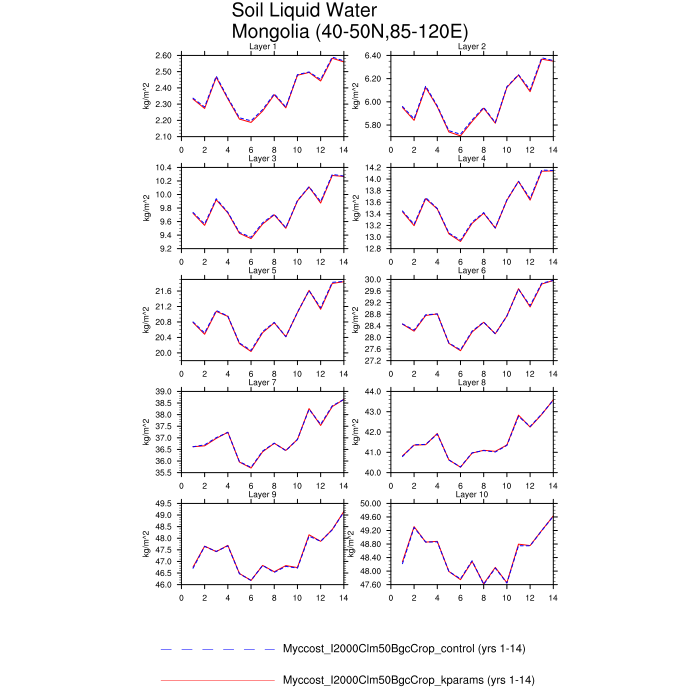 Soil Liquid Water
Mongolia (40-50N,85-120E)
Layer 1
kg/m^2
2.60
2.50
2.40
2.30
2.20
2.10
0 2 4 6 8 10 12 14
Layer 2
kg/m^2
6.40
6.20
6.00
5.80
0 2 4 6 8 10 12 14
Layer 3
kg/m^2
10.4
10.2
10.0
9.8
9.6
9.4
9.2
0 2 4 6 8 10 12 14
Layer 4
kg/m^2
14.2
14.0
13.8
13.6
13.4
13.2
13.0
12.8
0 2 4 6 8 10 12 14
Layer 5
kg/m^2
21.6
21.2
20.8
20.4
20.0
0 2 4 6 8 10 12 14
Layer 6
kg/m^2
30.0
29.6
29.2
28.8
28.4
28.0
27.6
27.2
0 2 4 6 8 10 12 14
Layer 7
kg/m^2
39.0
38.5
38.0
37.5
37.0
36.5
36.0
35.5
0 2 4 6 8 10 12 14
Layer 8
kg/m^2
44.0
43.0
42.0
41.0
40.0
0 2 4 6 8 10 12 14
Layer 9
kg/m^2
49.5
49.0
48.5
48.0
47.5
47.0
46.5
46.0
0 2 4 6 8 10 12 14
Layer 10
kg/m^2
50.00
49.60
49.20
48.80
48.40
48.00
47.60
0 2 4 6 8 10 12 14
Myccost_I2000Clm50BgcCrop_control (yrs 1-14)
Myccost_I2000Clm50BgcCrop_kparams (yrs 1-14)